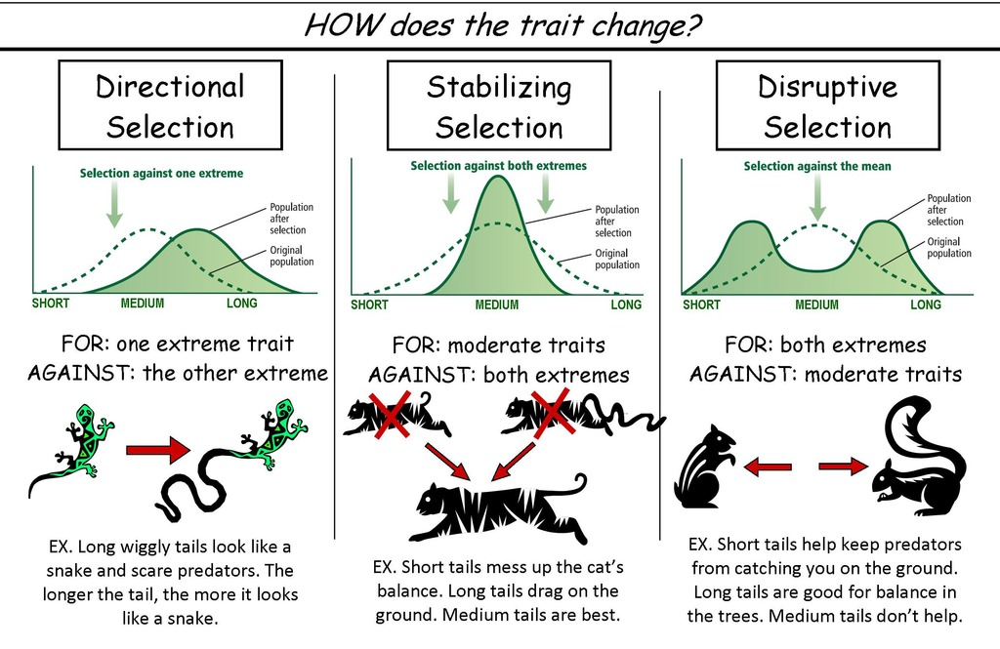 HOW does the trait change?
Directional
Selection
Selection against one extreme
Population
after
selection
Original
population
SHORT MEDIUM LONG
FOR: one extreme trait
AGAINST: the other extreme
EX. Long wiggly tails look like a
snake and scare predators. The
longer the tail, the more it looks
like a snake.
Stabilizing
Selection
Selection against both extremes
Population
after
selection
Original
population
SHORT MEDIUM LONG
FOR: moderate traits
AGAINST: both extremes
EX. Short tails mess up the cat's
balance. Long tails drag on the
ground. Medium tails are best.
Disruptive
Selection
Selection against the mean
Population
after
selection
Original
population
SHORT MEDIUM LONG
FOR: both extremes
AGAINST: moderate traits
EX. Short tails help keep predators
from catching you on the ground.
Long tails are good for balance in
the trees. Medium tails don't help.